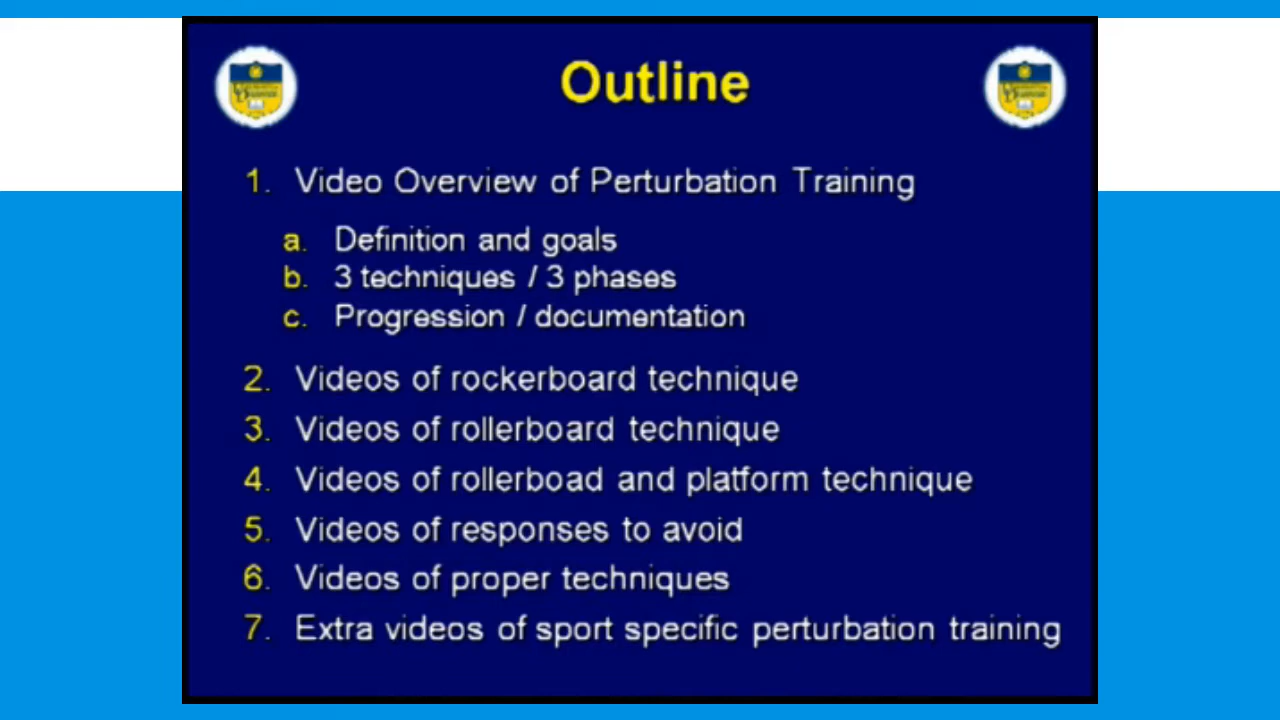 Outline
1. Video Overview of Perturbation Training
a. Definition and goals
b. 3 techniques / 3 phases
c. Progression / documentation
2. Videos of rockerboard technique
3. Videos of rollerboard technique
4. Videos of rollerboad and platform technique
5. Videos of responses to avoid
6. Videos of proper techniques
7. Extra videos of sport specific perturbation training